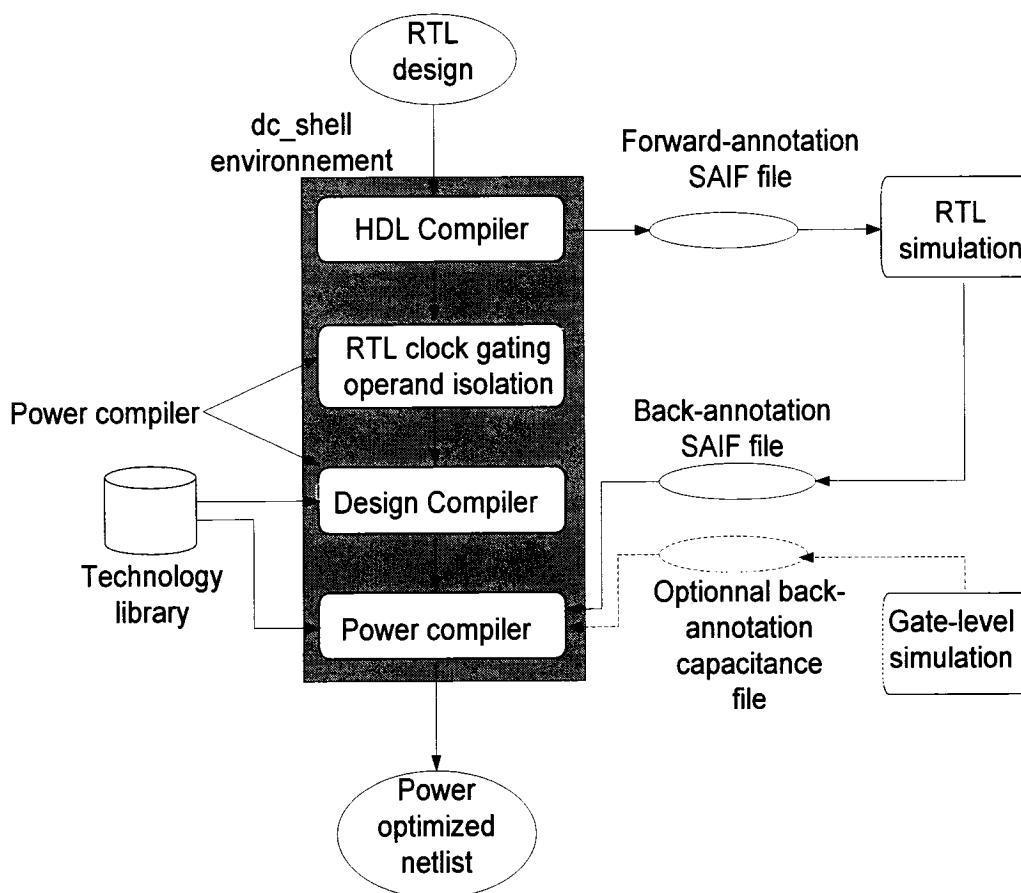 RTL
design
dc_shell
environnement
Forward-annotation
SAIF file
HDL Compiler
RTL
simulation
RTL clock gating
operand isolation
Power compiler
Back-annotation
SAIF file
Design Compiler
Technology
library
Power compiler
Optionnal back-
annotation
capacitance
file
Gate-level
simulation
Power
optimized
netlist